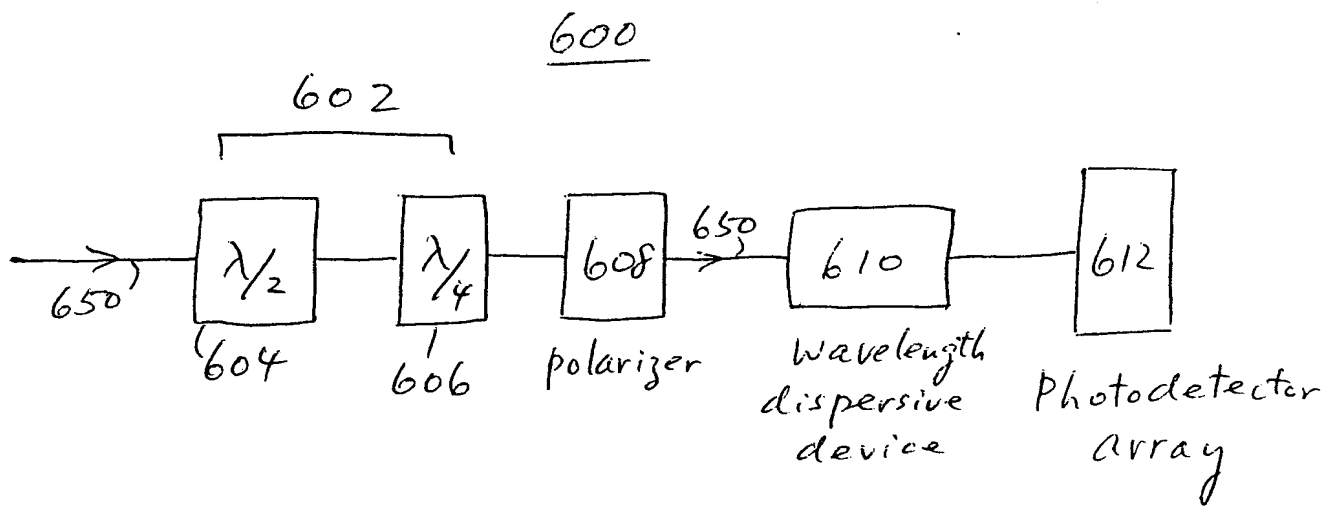 600
602
650
λ/2
604
λ/4
606
608
polarizer
650
610
Wavelength
dispersive
device
612
Photodetector
array